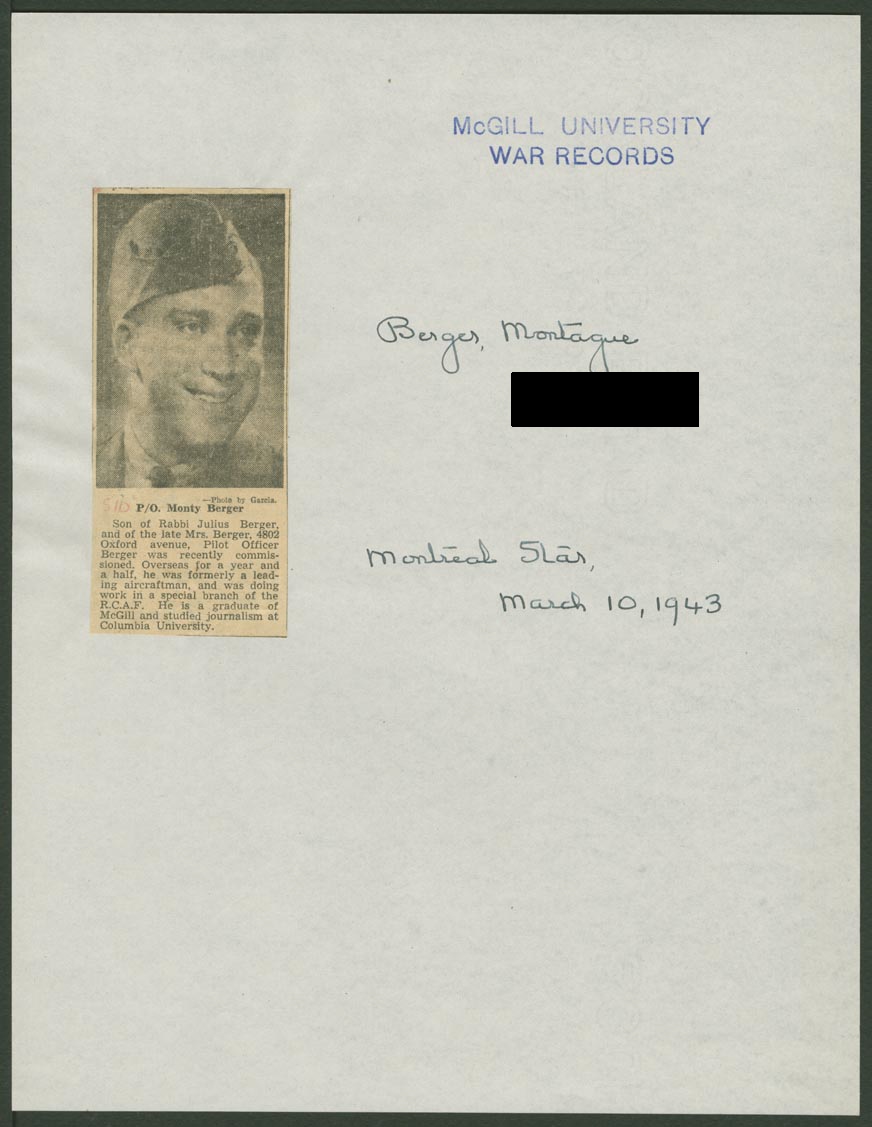 McGILL UNIVERSITY
WAR RECORDS
Berger, Montague
—Photo by Garcia.
P/O. Monty Berger
Son of Rabbi Julius Berger,
and of the late Mrs. Berger, 4802
Oxford avenue, Pilot Officer
Berger was recently commis-
sioned. Overseas for a year and
a half, he was formerly a lead-
ing aircraftman, and was doing
work in a special branch of the
R.C.A.F. He is a graduate of
McGill and studied journalism at
Columbia University.
Montreal Star,
March 10, 1943